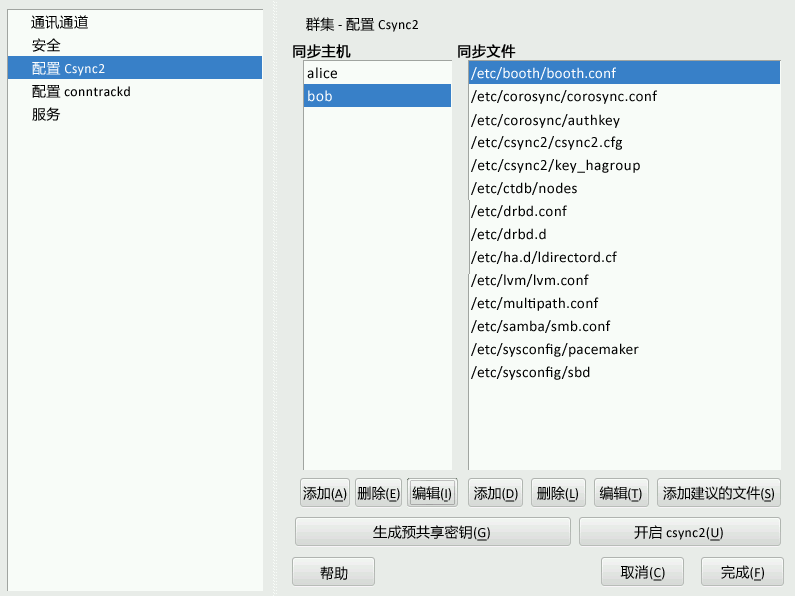 通讯通道
安全
配置 Csync2
配置 conntrackd
服务
群集 - 配置 Csync2
同步主机
alice
bob
添加(A) 删除(E) 编辑(I)
同步文件
/etc/booth/booth.conf
/etc/corosync/corosync.conf
/etc/corosync/authkey
/etc/csync2/csync2.cfg
/etc/csync2/key_hagroup
/etc/ctdb/nodes
/etc/drbd.conf
/etc/drbd.d
/etc/ha.d/ldirectord.cf
/etc/lvm/lvm.conf
/etc/multipath.conf
/etc/samba/smb.conf
/etc/sysconfig/pacemaker
/etc/sysconfig/sbd
添加(D) 删除(L) 编辑(T) 添加建议的文件(S)
生成预共享密钥(G) 开启 csync2(U)
帮助 取消(C) 完成(F)